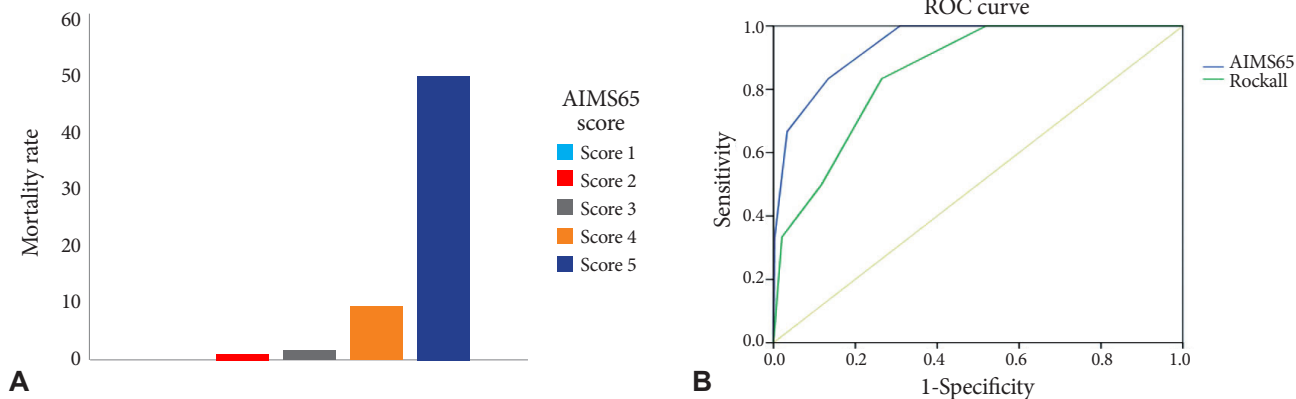 60
50
40
30
20
10
0
Mortality rate
AIMS65
score
Score 1
Score 2
Score 3
Score 4
Score 5
A
ROC curve
1.0
0.8
0.6
0.4
0.2
0.0
Sensitivity
0.0 0.2 0.4 0.6 0.8 1.0
1-Specificity
AIMS65
Rockall
B